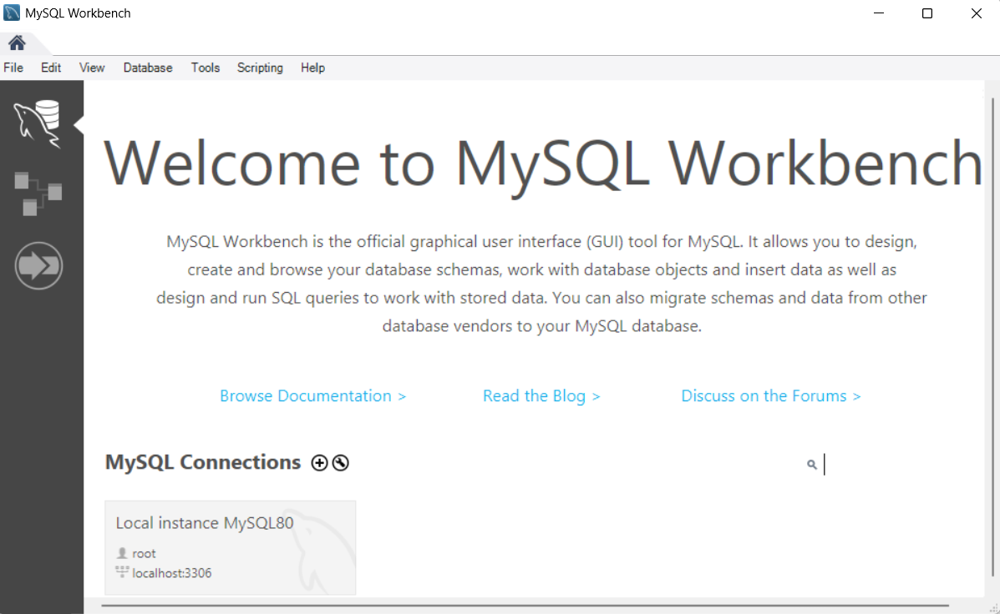 MySQL Workbench
File Edit View Database Tools Scripting Help
Welcome to MySQL Workbench
MySQL Workbench is the official graphical user interface (GUI) tool for MySQL. It allows you to design,
create and browse your database schemas, work with database objects and insert data as well as
design and run SQL queries to work with stored data. You can also migrate schemas and data from other
database vendors to your MySQL database.
Browse Documentation > Read the Blog > Discuss on the Forums >
MySQL Connections
Local instance MySQL80
root
localhost:3306